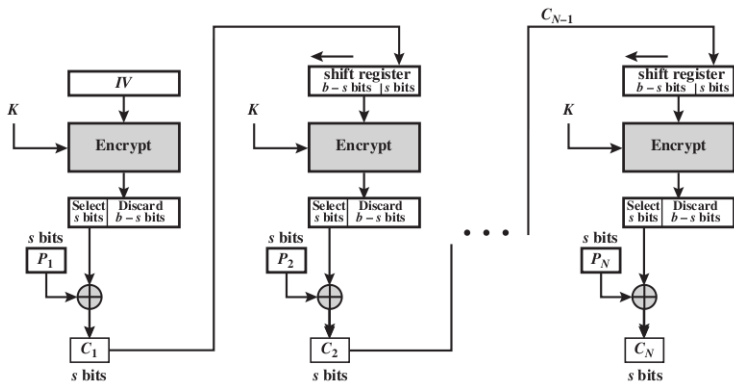 C_{N-1}
IV
shift register
b – s bits | s bits
shift register
b – s bits | s bits
K
K
K
Encrypt
Encrypt
Encrypt
Select Discard
s bits b – s bits
Select Discard
s bits b – s bits
Select Discard
s bits b – s bits
s bits
s bits
s bits
P_1
P_2
P_N
• • •
C_1
C_2
C_N
s bits
s bits
s bits